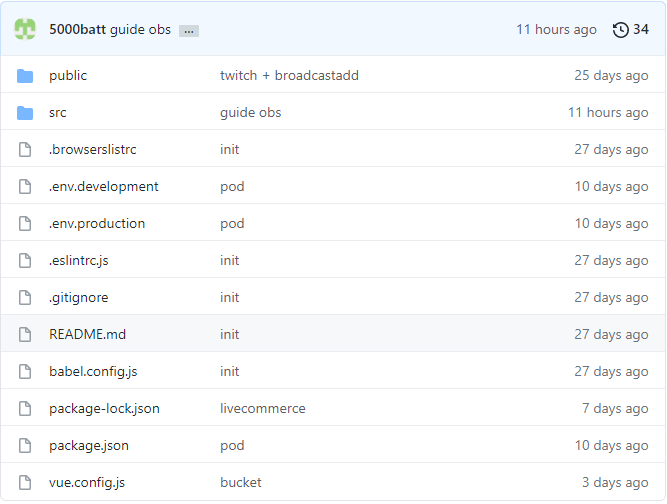 5000batt guide obs ... 11 hours ago 34
public twitch + broadcastadd 25 days ago
src guide obs 11 hours ago
.browserslistrc init 27 days ago
.env.development pod 10 days ago
.env.production pod 10 days ago
.eslintrc.js init 27 days ago
.gitignore init 27 days ago
README.md init 27 days ago
babel.config.js init 27 days ago
package-lock.json livecommerce 7 days ago
package.json pod 10 days ago
vue.config.js bucket 3 days ago